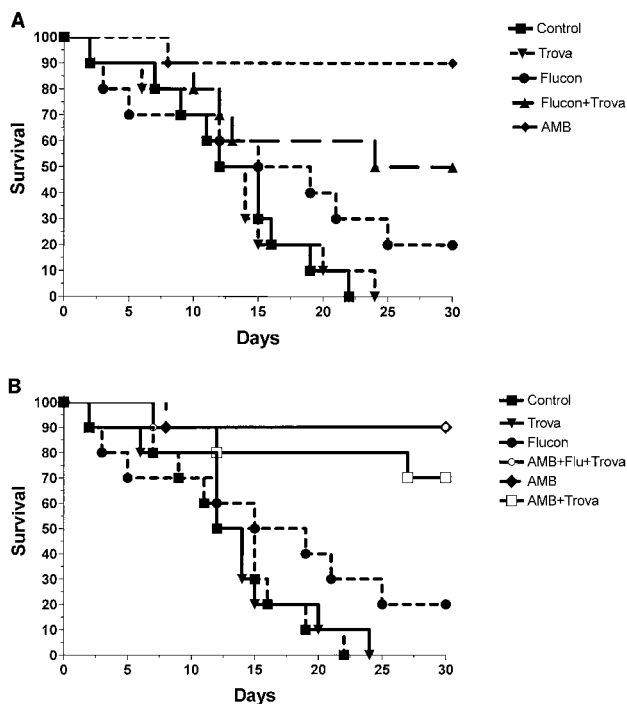 A
Control
Trova
Flucon
Flucon+Trova
AMB
Survival
100
90
80
70
60
50
40
30
20
10
0
0 5 10 15 20 25 30
Days
B
Control
Trova
Flucon
AMB+Flu+Trova
AMB
AMB+Trova
Survival
100
90
80
70
60
50
40
30
20
10
0
0 5 10 15 20 25 30
Days